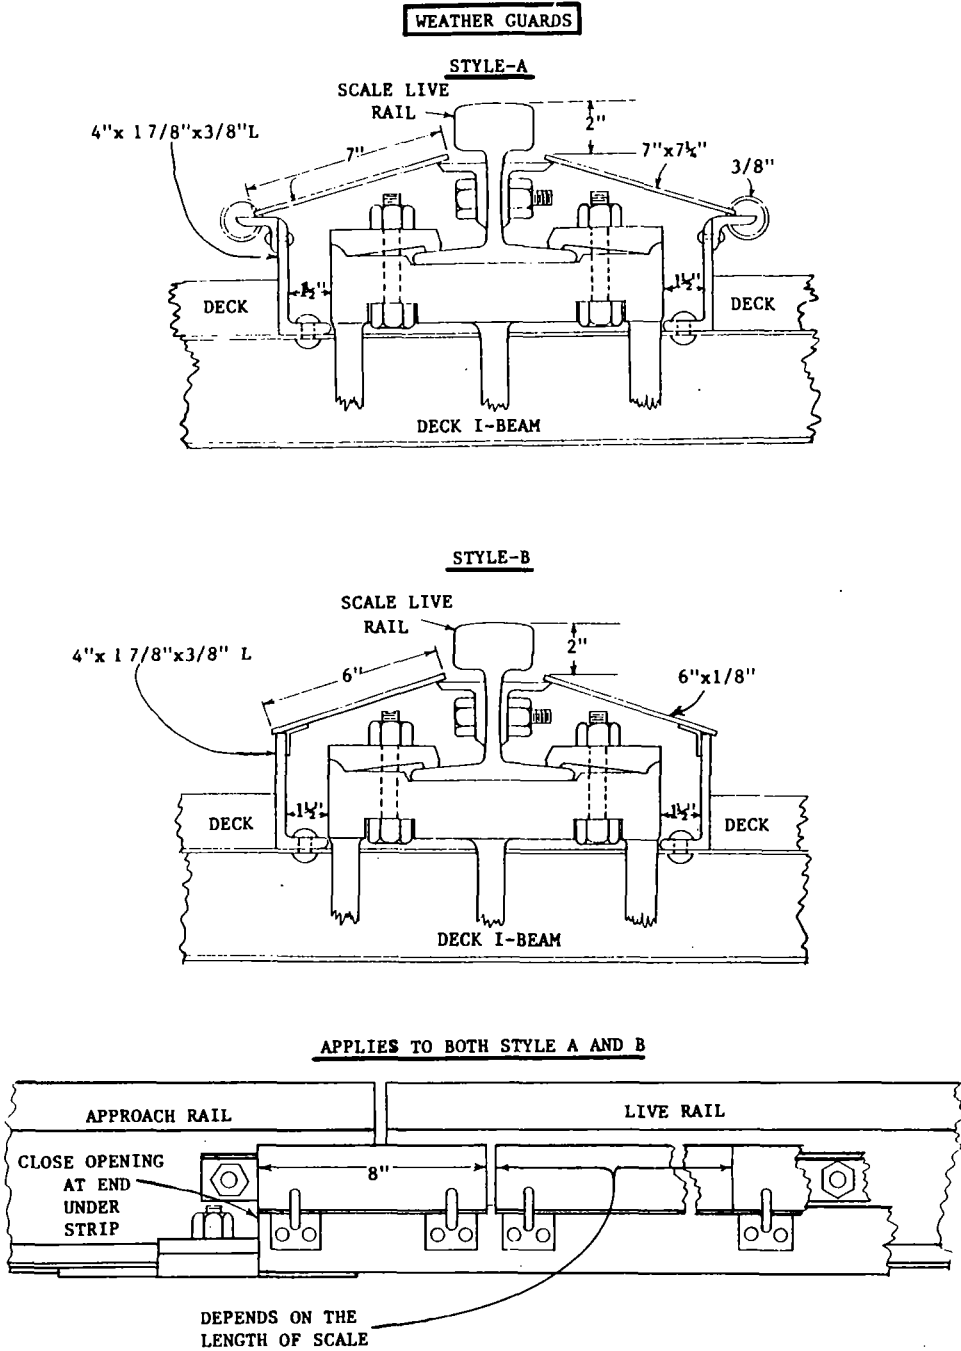 WEATHER GUARDS
STYLE-A
SCALE LIVE
RAIL
4"x 1 7/8"x3/8"L
7"
2"
7"x7¼"
3/8"
1½"
1½"
DECK
DECK
DECK I-BEAM
STYLE-B
SCALE LIVE
RAIL
4"x 1 7/8"x3/8" L
6"
2"
6"x1/8"
1½"
1½"
DECK
DECK
DECK I-BEAM
APPLIES TO BOTH STYLE A AND B
APPROACH RAIL
LIVE RAIL
CLOSE OPENING
AT END
UNDER
STRIP
8"
DEPENDS ON THE
LENGTH OF SCALE